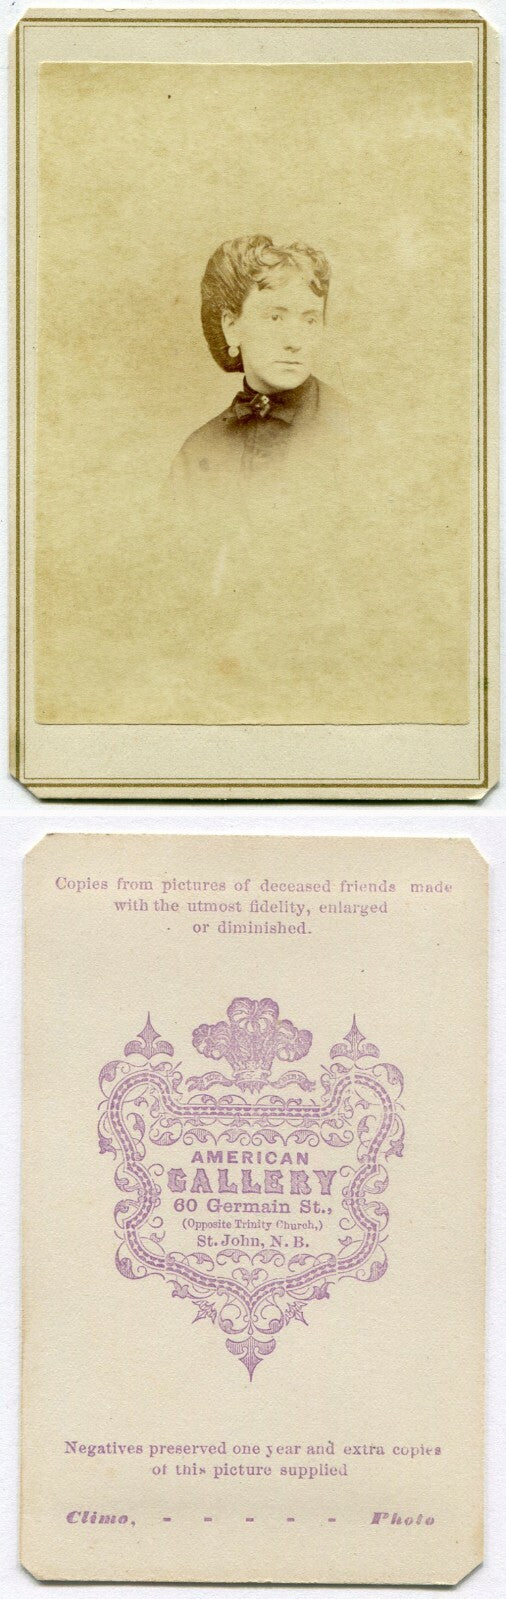 Copies from pictures of deceased friends made
with the utmost fidelity, enlarged
or diminished.
AMERICAN
GALLERY
60 Germain St.,
(Opposite Trinity Church,)
St. John, N. B.
Negatives preserved one year and extra copies
of this picture supplied
Climo, - - - - - Photo